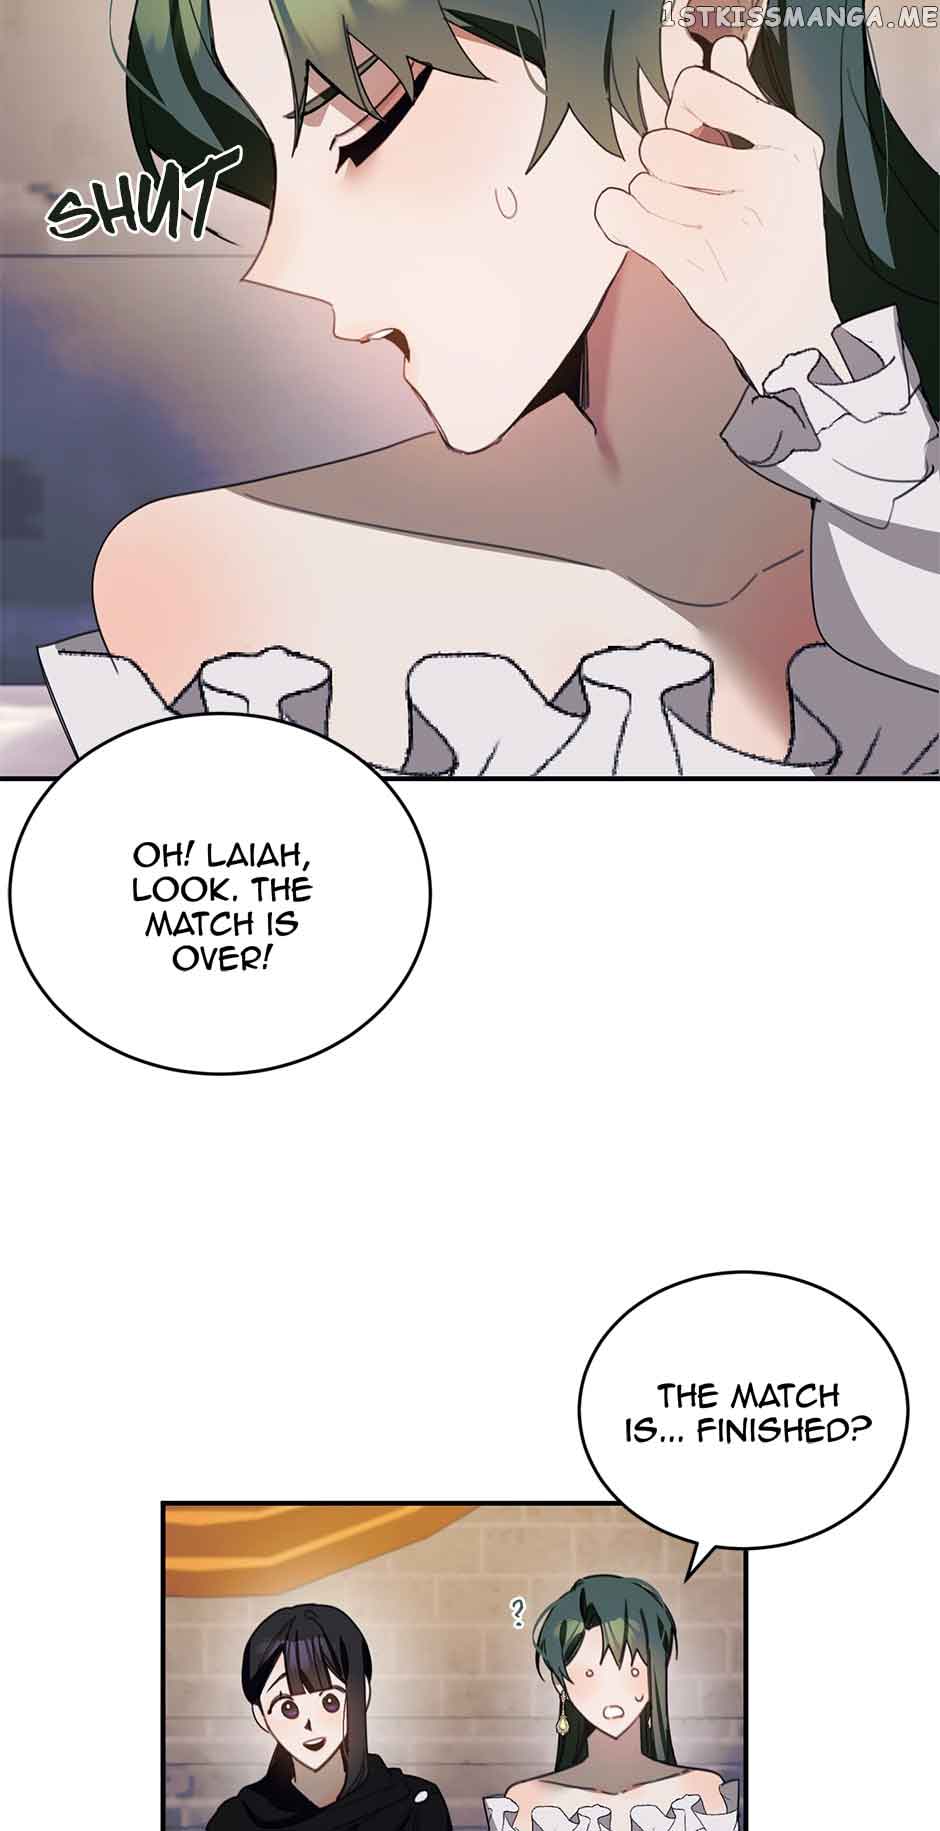 1STKISSMANGA.ME
SHUT
OH! LAIAH,
LOOK. THE
MATCH IS
OVER!
THE MATCH
IS... FINISHED?
?